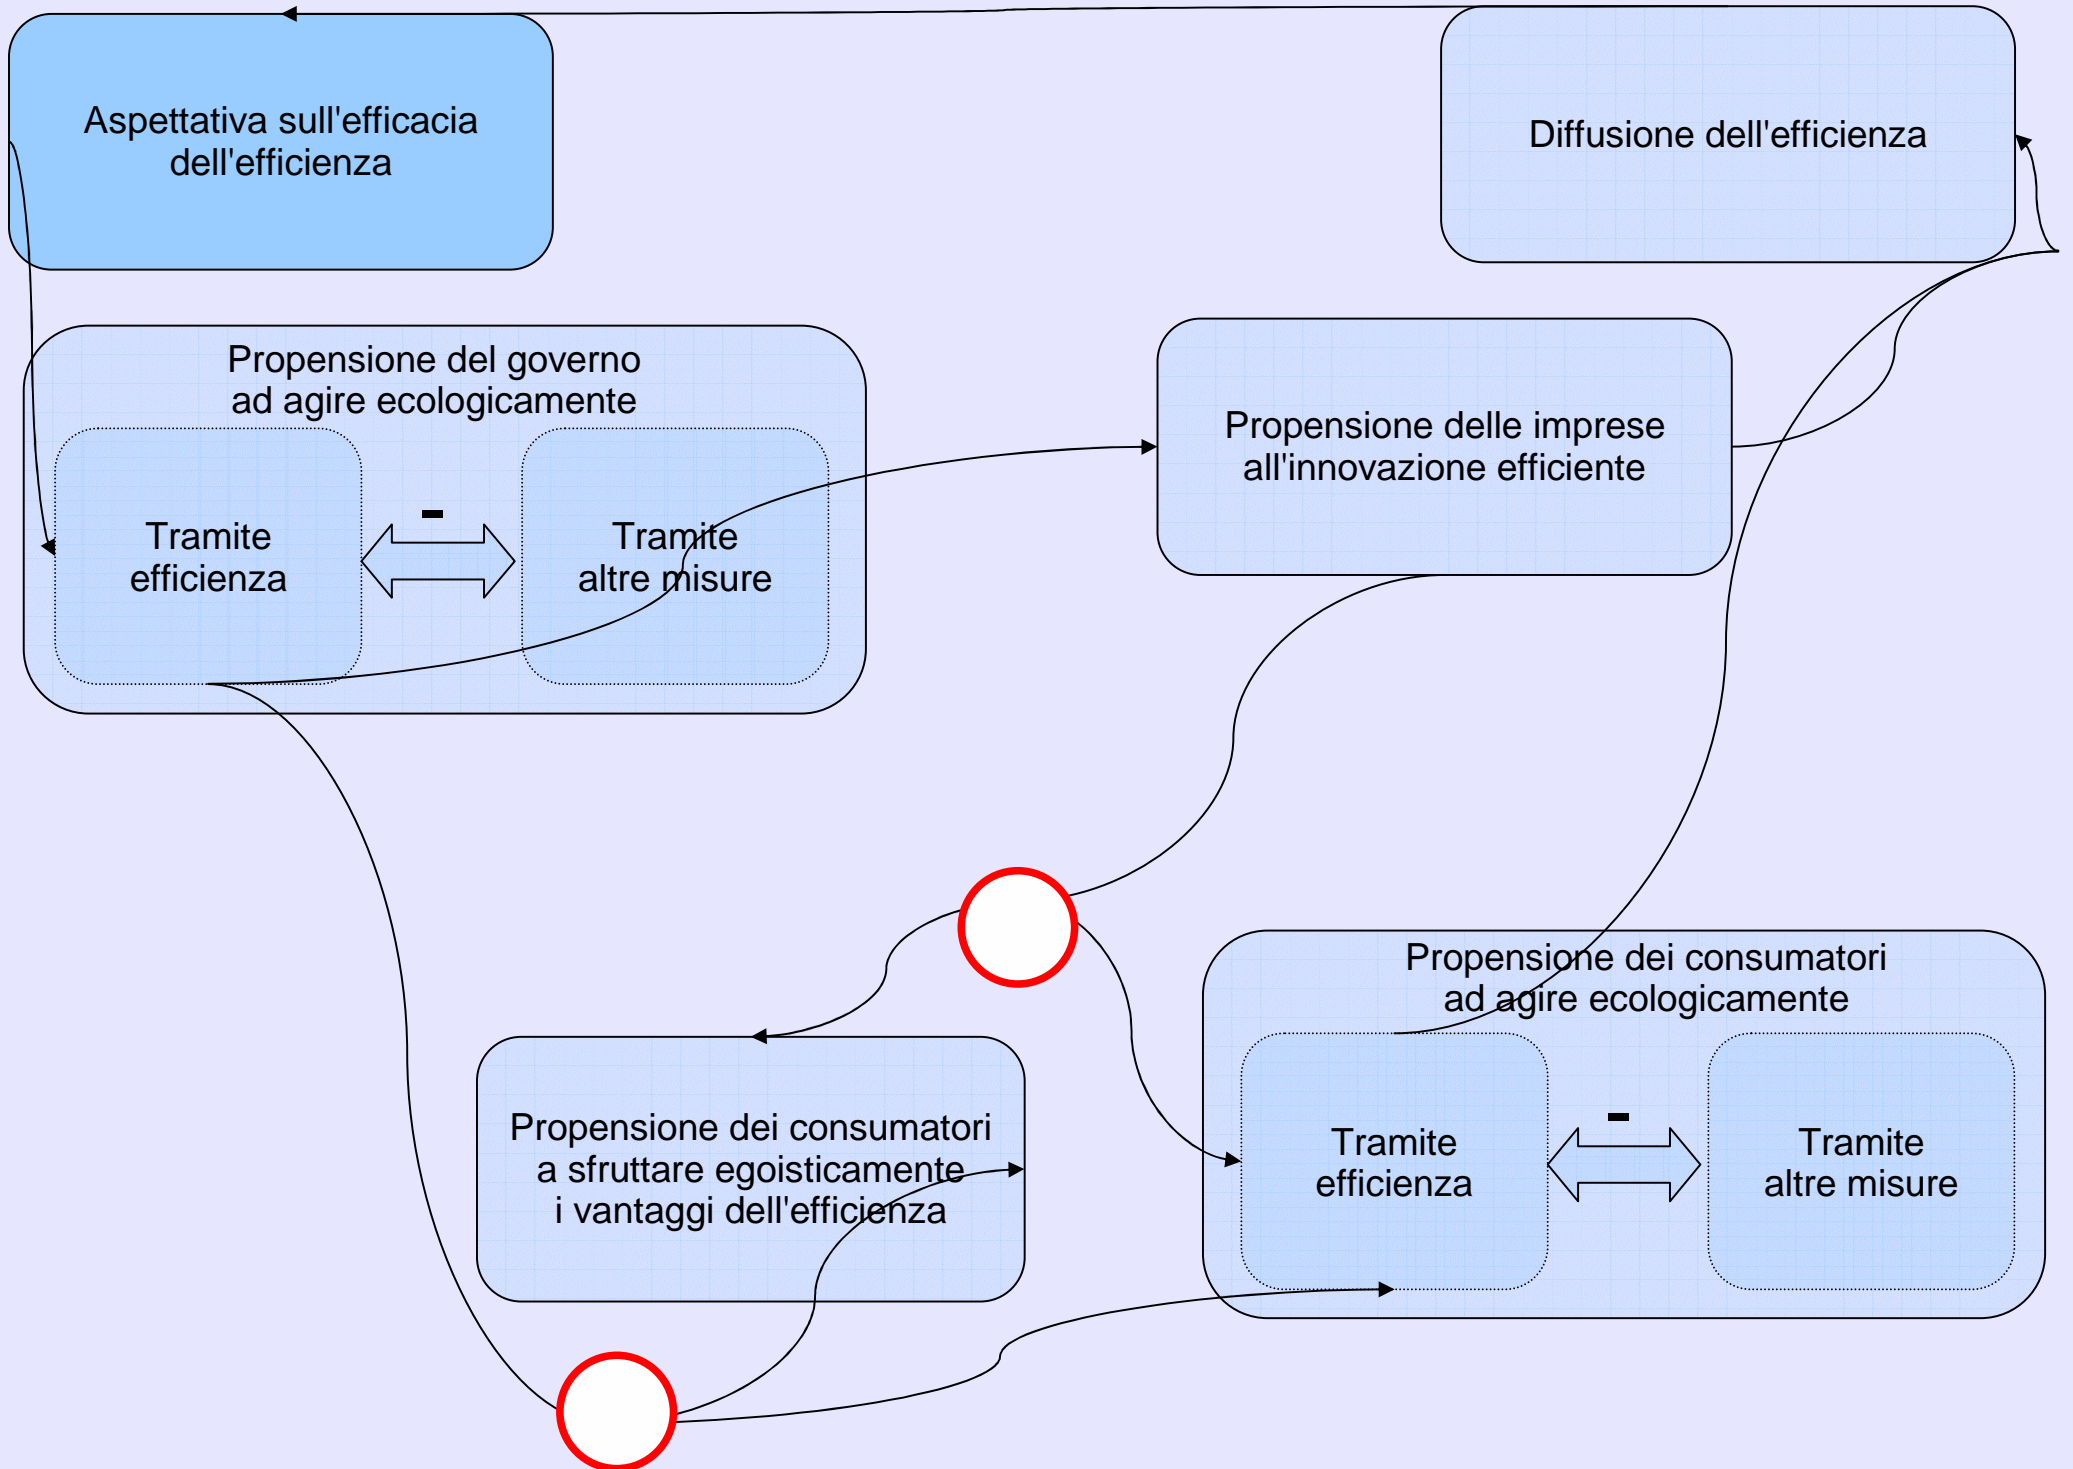 Aspettativa sull'efficacia
dell'efficienza
Diffusione dell'efficienza
Propensione del governo
ad agire ecologicamente
Tramite
efficienza
-
Tramite
altre misure
Propensione delle imprese
all'innovazione efficiente
Propensione dei consumatori
a sfruttare egoisticamente
i vantaggi dell'efficienza
Propensione dei consumatori
ad agire ecologicamente
Tramite
efficienza
-
Tramite
altre misure